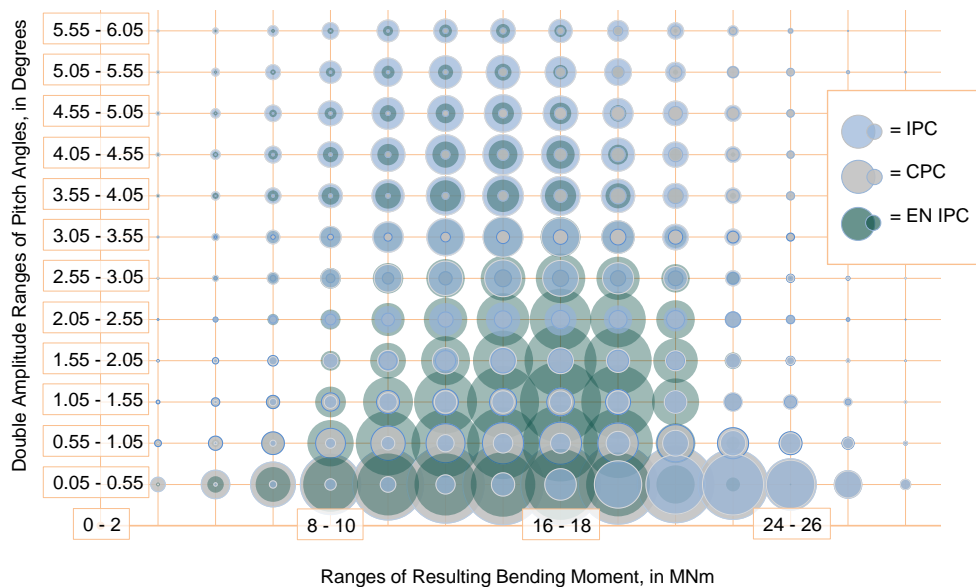 Double Amplitude Ranges of Pitch Angles, in Degrees
5.55 - 6.05
5.05 - 5.55
4.55 - 5.05
4.05 - 4.55
3.55 - 4.05
3.05 - 3.55
2.55 - 3.05
2.05 - 2.55
1.55 - 2.05
1.05 - 1.55
0.55 - 1.05
0.05 - 0.55
0 - 2
8 - 10
16 - 18
24 - 26
Ranges of Resulting Bending Moment, in MNm
= IPC
= CPC
= EN IPC